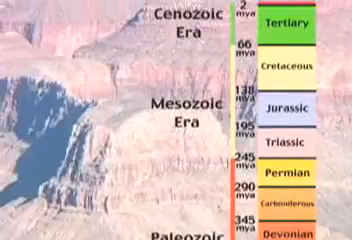 2
mya
Cenozoic
Era
Tertiary
66
mya
Cretaceous
138
mya
Mesozoic
Era
Jurassic
195
mya
Triassic
245
mya
Permian
290
mya
Carboniferous
345
mya
Devonian
Paleozoic